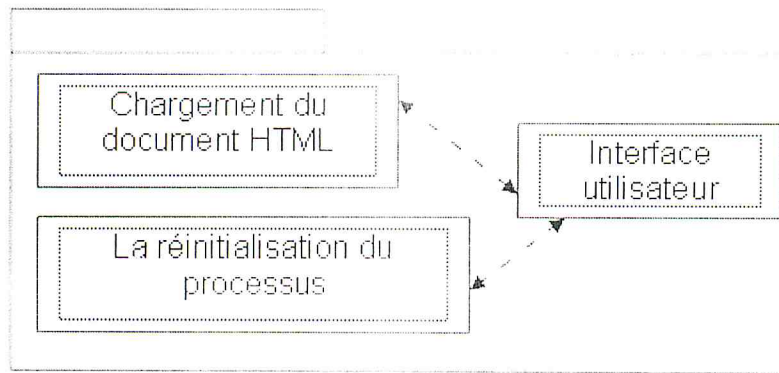 Chargement du
document HTML
Interface
utilisateur
La réinitialisation du
processus